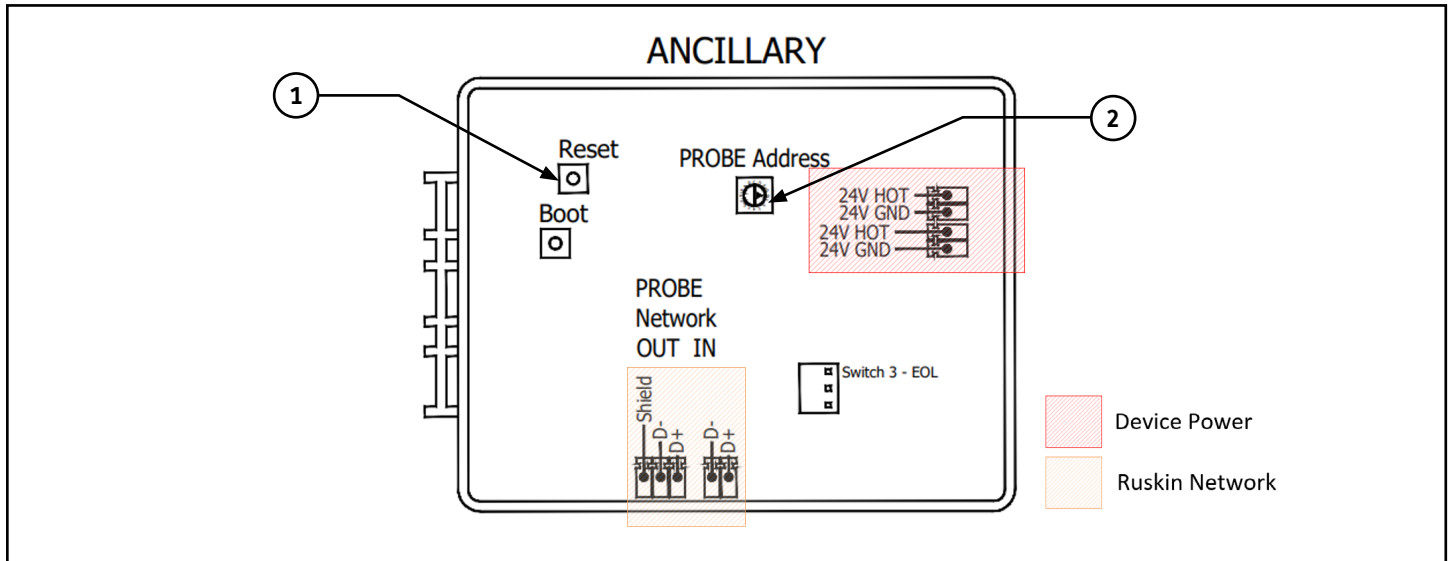 ANCILLARY
1
2
Reset
PROBE Address
Boot
24V HOT
24V GND
24V HOT
24V GND
PROBE
Network
OUT IN
Shield
D-
D+
D-
D+
Switch 3 - EOL
Device Power
Ruskin Network